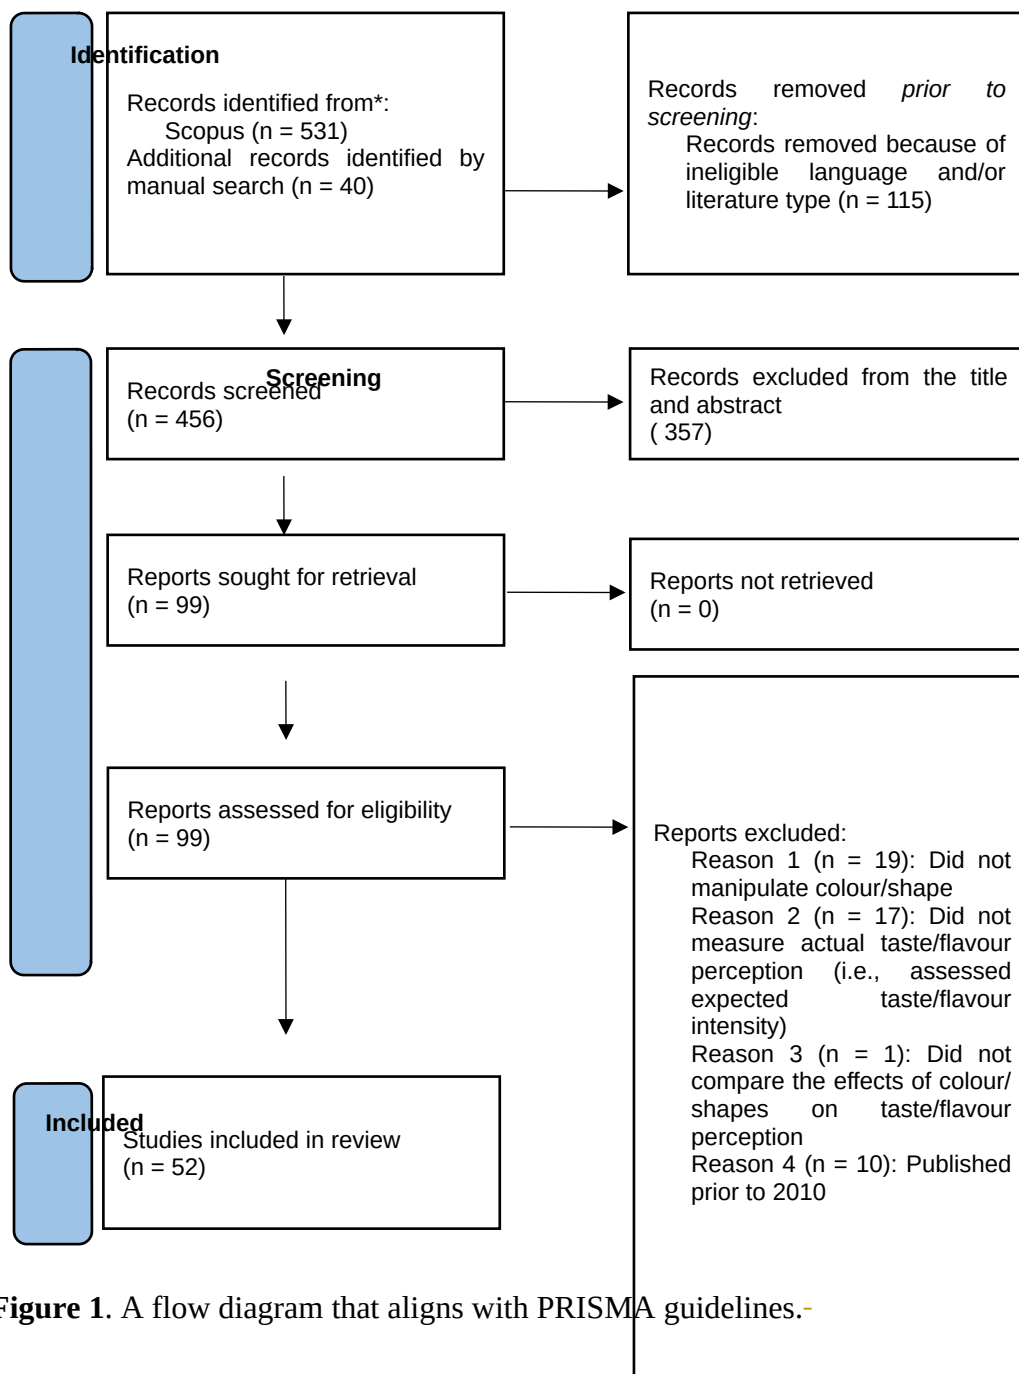 Identification
Records identified from*:
Scopus (n = 531)
Additional records identified by
manual search (n = 40)
Records removed prior to
screening:
Records removed because of
ineligible language and/or
literature type (n = 115)
Screening
Records screened
(n = 456)
Records excluded from the title
and abstract
( 357)
Reports sought for retrieval
(n = 99)
Reports not retrieved
(n = 0)
Reports assessed for eligibility
(n = 99)
Reports excluded:
Reason 1 (n = 19): Did not
manipulate colour/shape
Reason 2 (n = 17): Did not
measure actual taste/flavour
perception (i.e., assessed
expected taste/flavour
intensity)
Reason 3 (n = 1): Did not
compare the effects of colour/
shapes on taste/flavour
perception
Reason 4 (n = 10): Published
prior to 2010
Included
Studies included in review
(n = 52)
Figure 1. A flow diagram that aligns with PRISMA guidelines.-